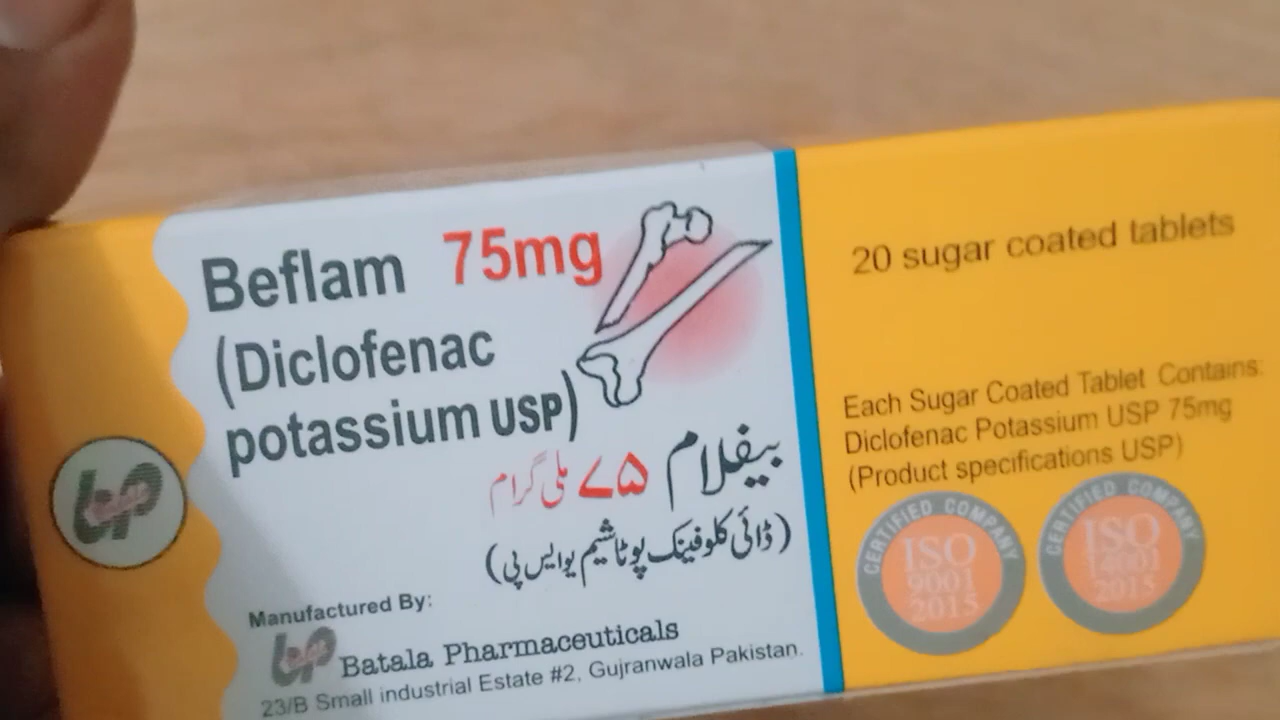 Beflam 75mg
(Diclofenac
potassium USP)
بیفلام ۷۵ ملی گرام
(ڈائی کلوفینک پوٹاشیم یو ایس پی)
Manufactured By:
Batala Pharmaceuticals
23/B Small industrial Estate #2, Gujranwala Pakistan.
20 sugar coated tablets
Each Sugar Coated Tablet Contains:
Diclofenac Potassium USP 75mg
(Product specifications USP)
CERTIFIED COMPANY
ISO
9001
2015
CERTIFIED COMPANY
ISO
14001
2015